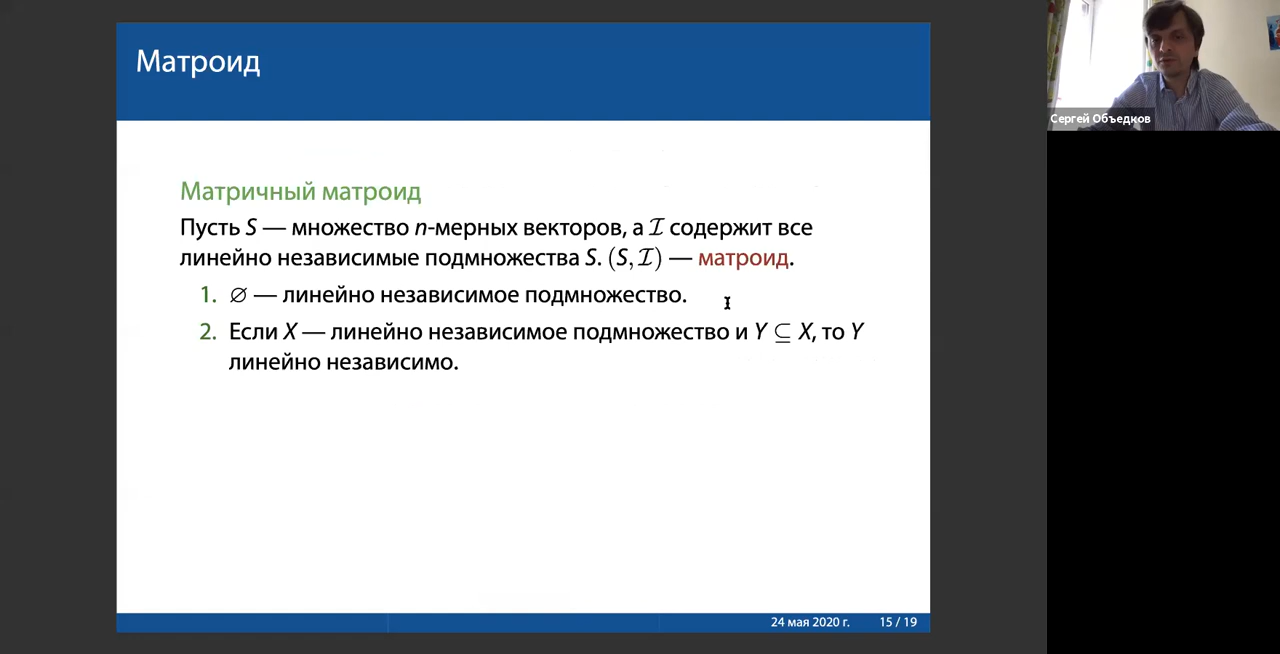 Матроид
Сергей Объедков
Матричный матроид
Пусть S — множество n-мерных векторов, а ℐ содержит все
линейно независимые подмножества S. (S, ℐ) — матроид.
1. ∅ — линейно независимое подмножество.
2. Если X — линейно независимое подмножество и Y ⊆ X, то Y
линейно независимо.
24 мая 2020 г. 15 / 19